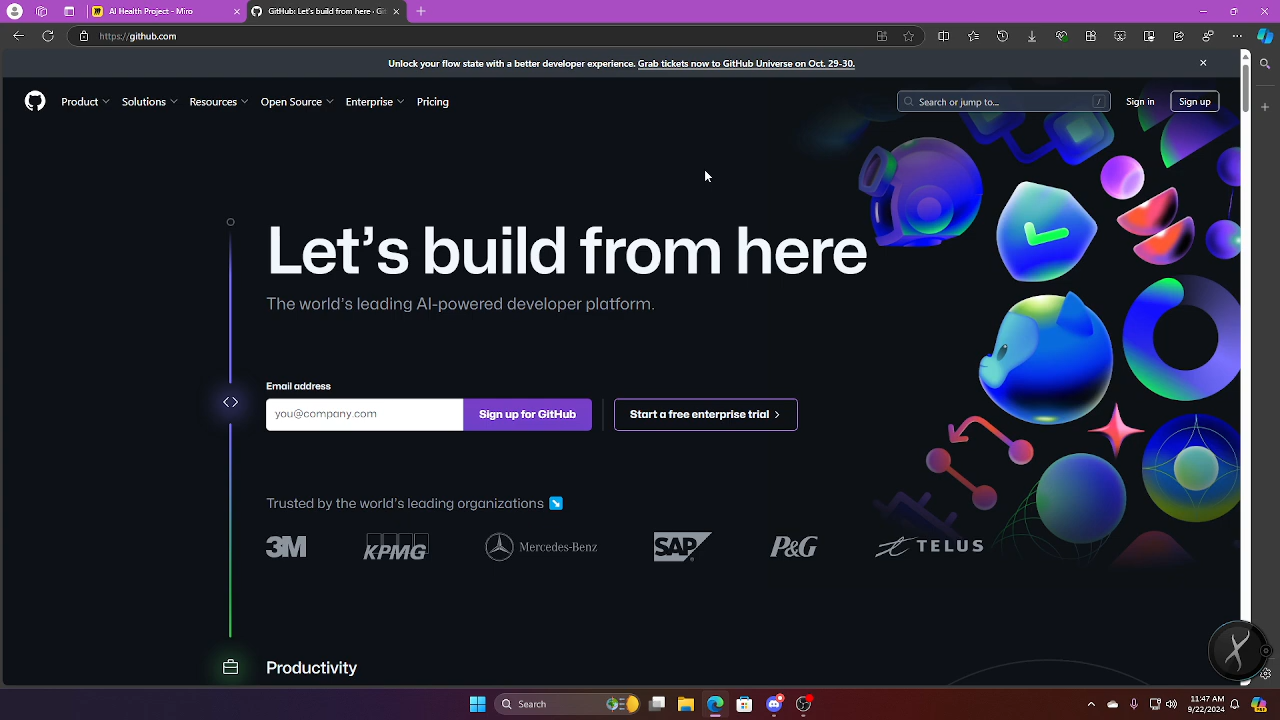 AI Health Project - Miro
GitHub: Let's build from here · Git
https://github.com
Unlock your flow state with a better developer experience. Grab tickets now to GitHub Universe on Oct. 29-30.
Product
Solutions
Resources
Open Source
Enterprise
Pricing
Search or jump to...
/
Sign in
Sign up
Let's build from here
The world's leading AI-powered developer platform.
Email address
you@company.com
Sign up for GitHub
Start a free enterprise trial
Trusted by the world's leading organizations
3M
KPMG
Mercedes-Benz
SAP
P&G
TELUS
Productivity
Search
11:47 AM
9/22/2024